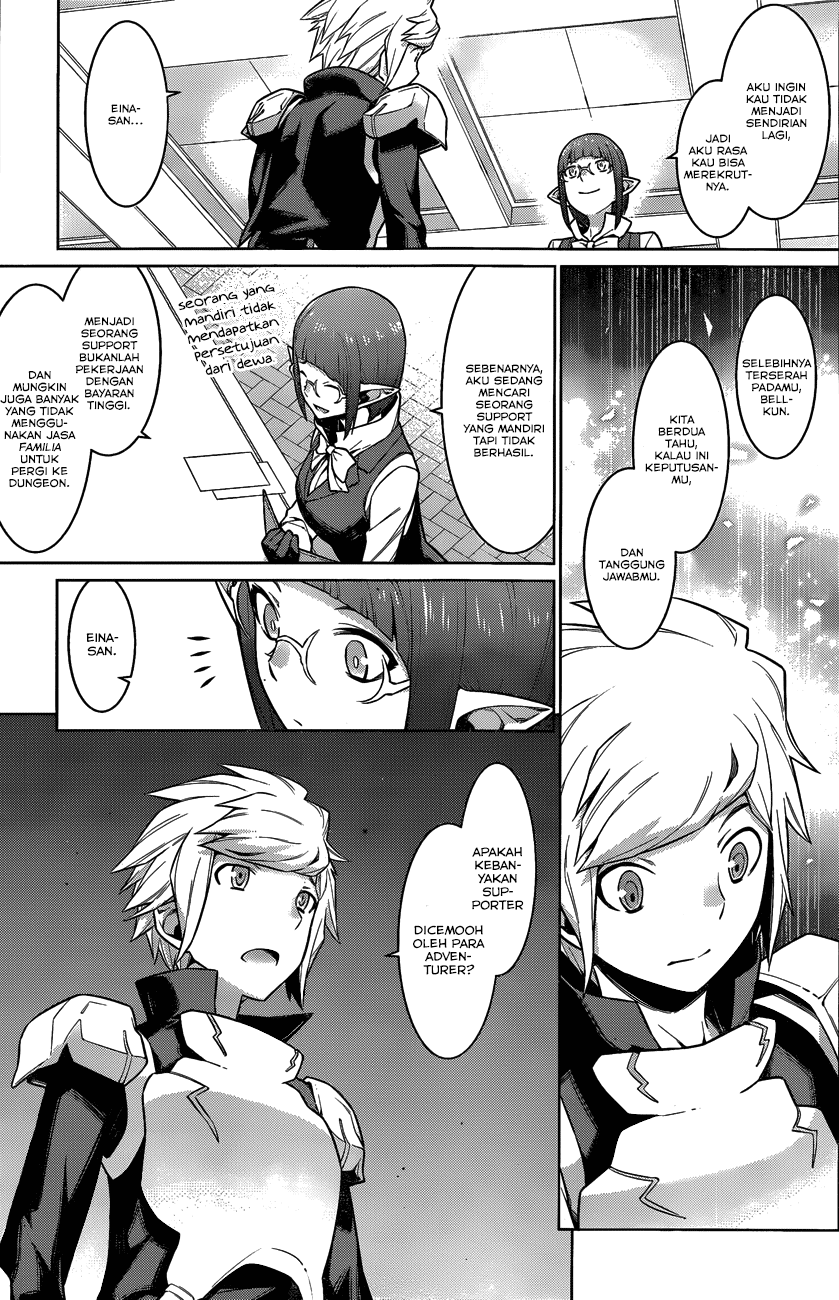 AKU INGIN
KAU TIDAK
MENJADI
SENDIRIAN
LAGI,
JADI
AKU RASA
KAU BISA
MEREKRUT-
NYA.
EINA-
SAN...
SELEBIHNYA
TERSERAH
PADAMU,
BELL-
KUN.
KITA
BERDUA
TAHU,
KALAU INI
KEPUTUSAN-
MU,
DAN
TANGGUNG
JAWABMU.
SEBENARNYA,
AKU SEDANG
MENCARI
SEORANG
SUPPORT
YANG MANDIRI
TAPI TIDAK
BERHASIL.
seorang yang
mandiri tidak
mendapatkan
persetujuan
dari dewa
MENJADI
SEORANG
SUPPORT
BUKANLAH
PEKERJAAN
DENGAN
BAYARAN
TINGGI.
DAN
MUNGKIN
JUGA BANYAK
YANG TIDAK
MENGGU-
NAKAN JASA
FAMILIA
UNTUK
PERGI KE
DUNGEON.
EINA-
SAN.
APAKAH
KEBAN-
YAKAN
SUP-
PORTER
DICEMOOH
OLEH PARA
ADVEN-
TURER?